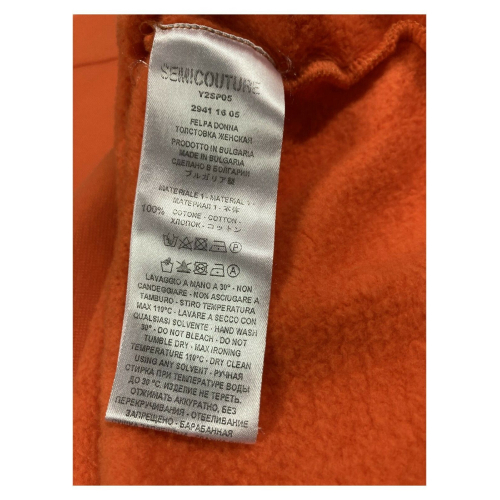 SEMICOUTURE
Y2SP05
2941 16 05
FELPA DONNA
ТОЛСТОВКА ЖЕНСКАЯ
PRODOTTO IN BULGARIA
MADE IN BULGARIA
СДЕЛАНО В БОЛГАРИЯ
ブルガリア製
MATERIALE 1 - MATERIAL 1
МАТЕРИАЛ 1 - 本体
100% COTONE - COTTON -
ХЛОПОК - コットン
LAVAGGIO A MANO A 30° - NON
CANDEGGIARE - NON ASCIUGARE A
TAMBURO - STIRO TEMPERATURA
MAX 110°C - LAVARE A SECCO CON
QUALSIASI SOLVENTE - HAND WASH
30° - DO NOT BLEACH - DO NOT
TUMBLE DRY - MAX IRONING
TEMPERATURE 110°C - DRY CLEAN
USING ANY SOLVENT - РУЧНАЯ
СТИРКА ПРИ ТЕМПЕРАТУРЕ ВОДЫ
ДО 30 °C. ИЗДЕЛИЕ НЕ ТЕРЕТЬ,
ОТЖИМАТЬ АККУРАТНО, БЕЗ
ПЕРЕКРУЧИВАНИЯ - ОТБЕЛИВАНИЕ
ЗАПРЕЩЕНО - БАРАБАННАЯ